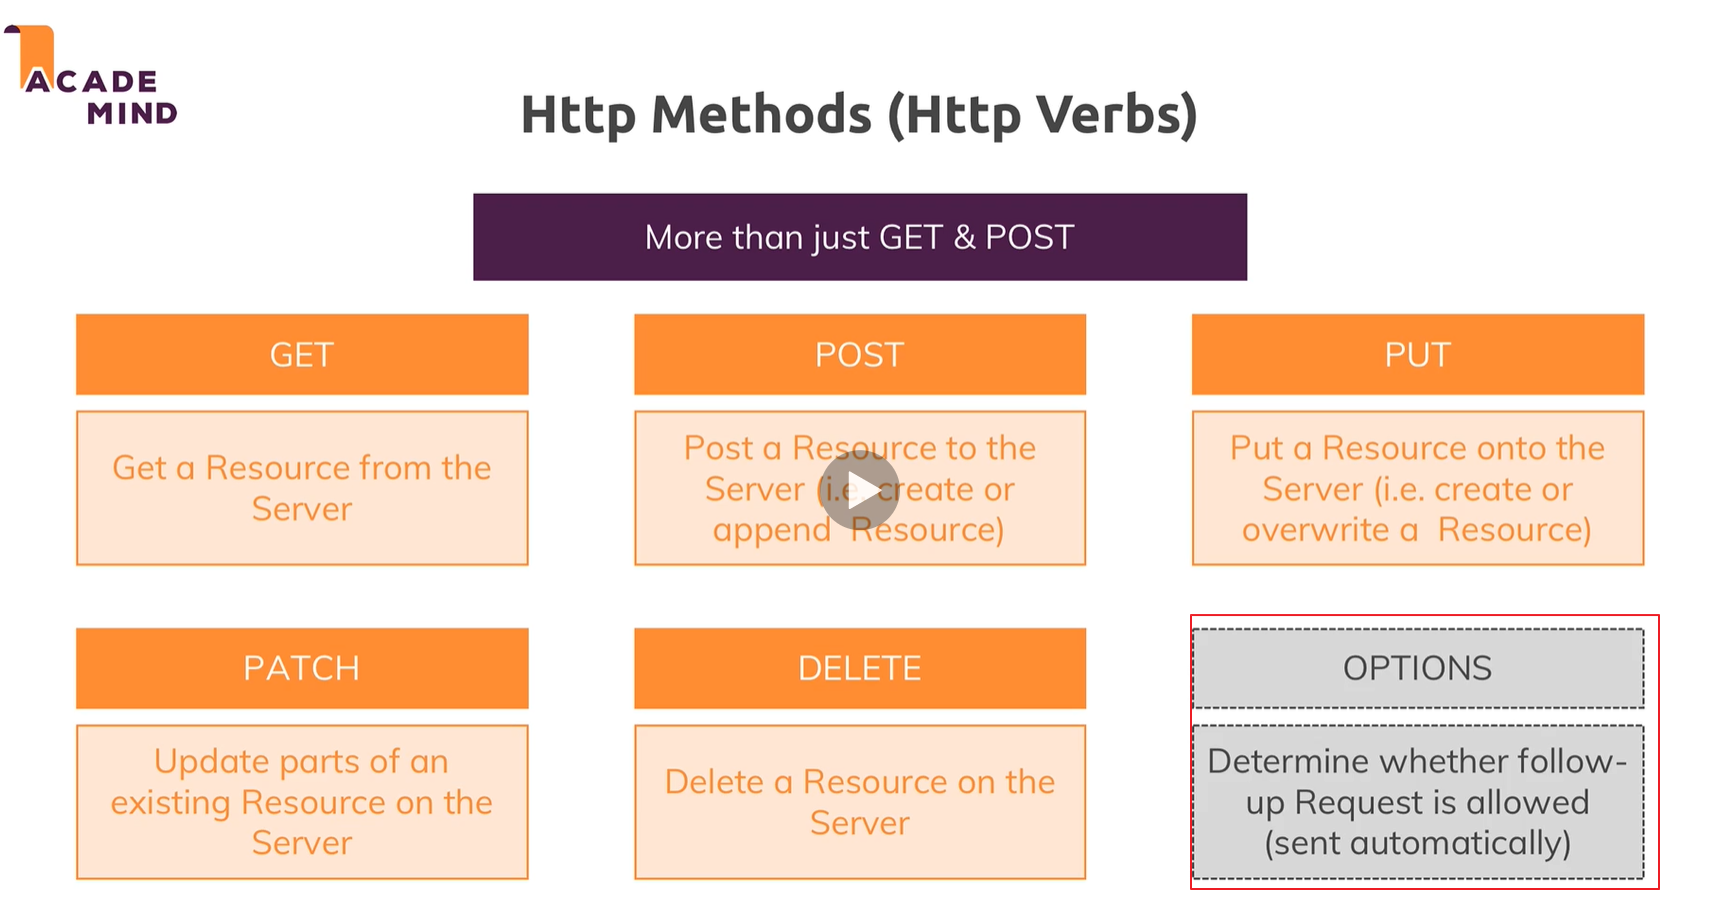 ACADE
MIND
Http Methods (Http Verbs)
More than just GET & POST
GET
Get a Resource from the
Server
POST
Post a Resource to the
Server (i.e. create or
append Resource)
PUT
Put a Resource onto the
Server (i.e. create or
overwrite a Resource)
PATCH
Update parts of an
existing Resource on the
Server
DELETE
Delete a Resource on the
Server
OPTIONS
Determine whether follow-
up Request is allowed
(sent automatically)